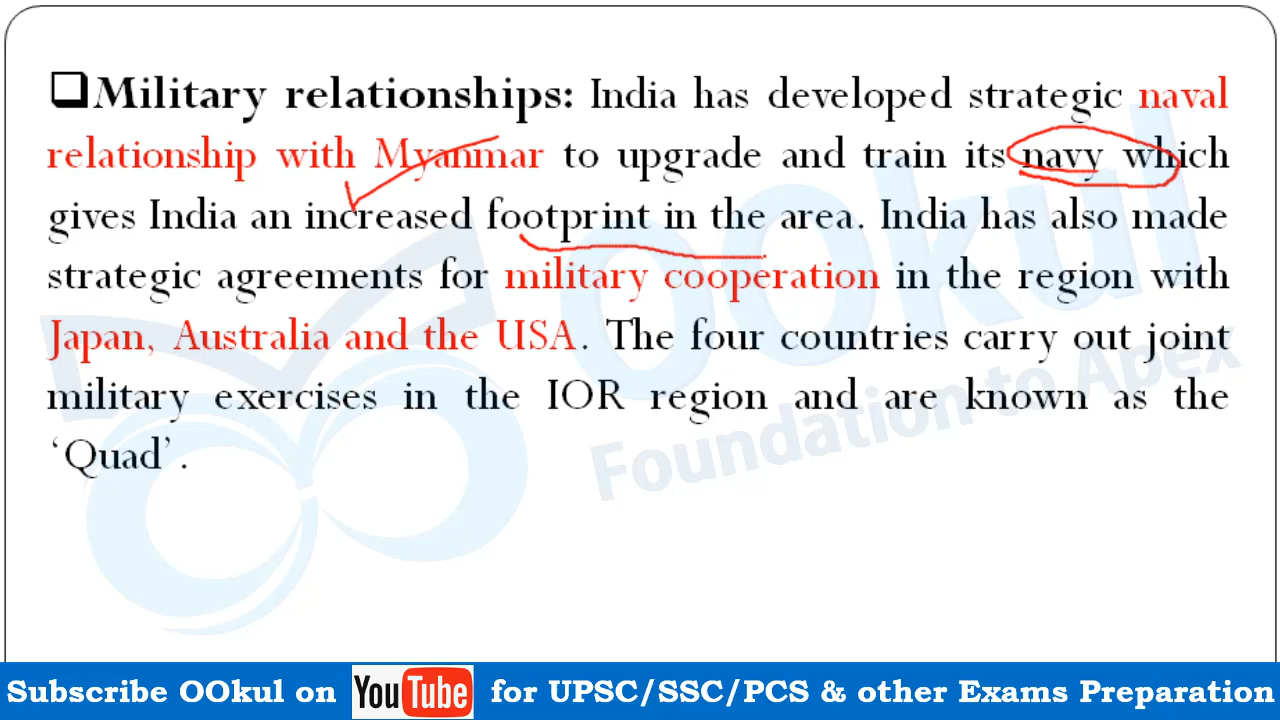 Military relationships: India has developed strategic naval
relationship with Myanmar to upgrade and train its navy which
gives India an increased footprint in the area. India has also made
strategic agreements for military cooperation in the region with
Japan, Australia and the USA. The four countries carry out joint
military exercises in the IOR region and are known as the
‘Quad’.
OOkul
Foundation to Apex
Subscribe OOkul on YouTube for UPSC/SSC/PCS & other Exams Preparation